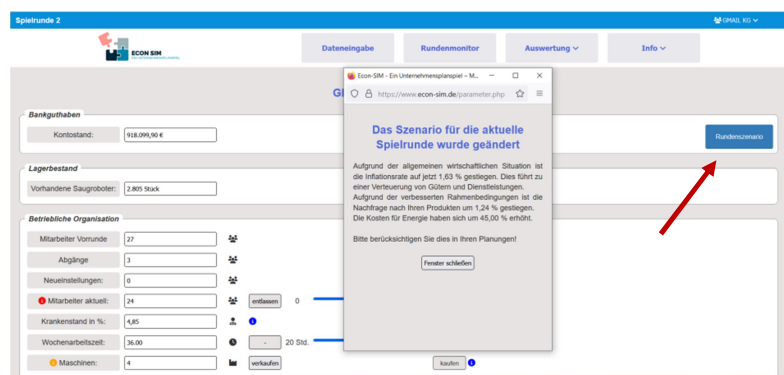 Spielrunde 2
GMAIL KG
ECON SIM
Dateneingabe
Rundenmonitor
Auswertung
Info
Econ-SIM - Ein Unternehmensplanspiel – M..
https://www.econ-sim.de/parameter.php
Das Szenario für die aktuelle
Spielrunde wurde geändert
Aufgrund der allgemeinen wirtschaftlichen Situation ist
die Inflationsrate auf jetzt 1,63 % gestiegen. Dies führt zu
einer Verteuerung von Gütern und Dienstleistungen.
Aufgrund der verbesserten Rahmenbedingungen ist die
Nachfrage nach Ihren Produkten um 1,24 % gestiegen.
Die Kosten für Energie haben sich um 45,00 % erhöht.
Bitte berücksichtigen Sie dies in Ihren Planungen!
Fenster schließen
Bankguthaben
Kontostand: 918.099,90 €
Rundenszenario
Lagerbestand
Vorhandene Saugroboter: 2.805 Stück
Betriebliche Organisation
Mitarbeiter Vorrunde 27
Abgänge 3
Neueinstellungen: 0
Mitarbeiter aktuell: 24 entlassen 0
Krankenstand in %: 4,85
Wochenarbeitszeit: 36.00 - 20 Std.
Maschinen: 4 verkaufen kaufen